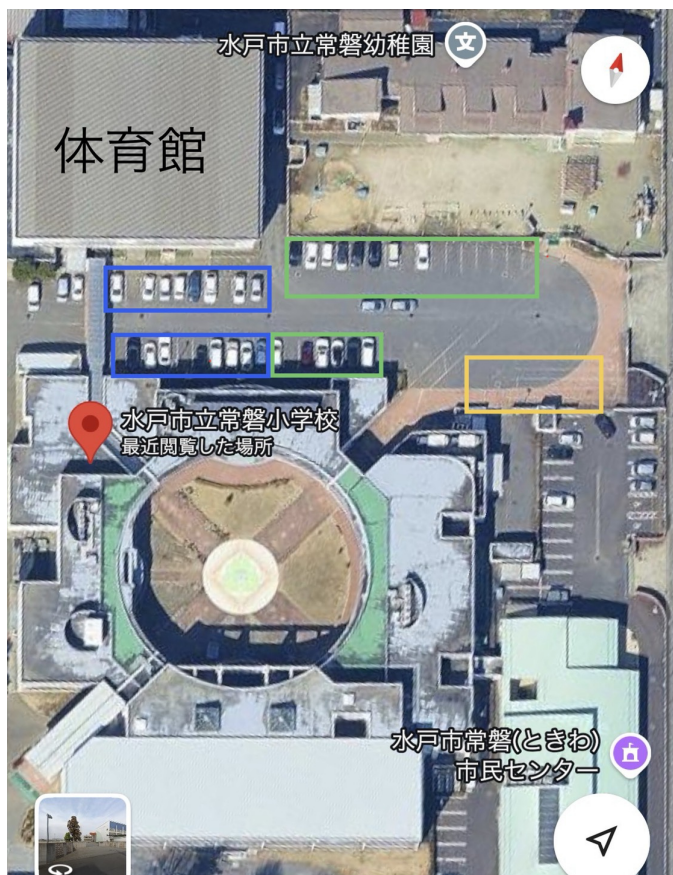 水戸市立常磐幼稚園
文
体育館
水戸市立常磐小学校
最近閲覧した場所
水戸市常磐(ときわ)
市民センター